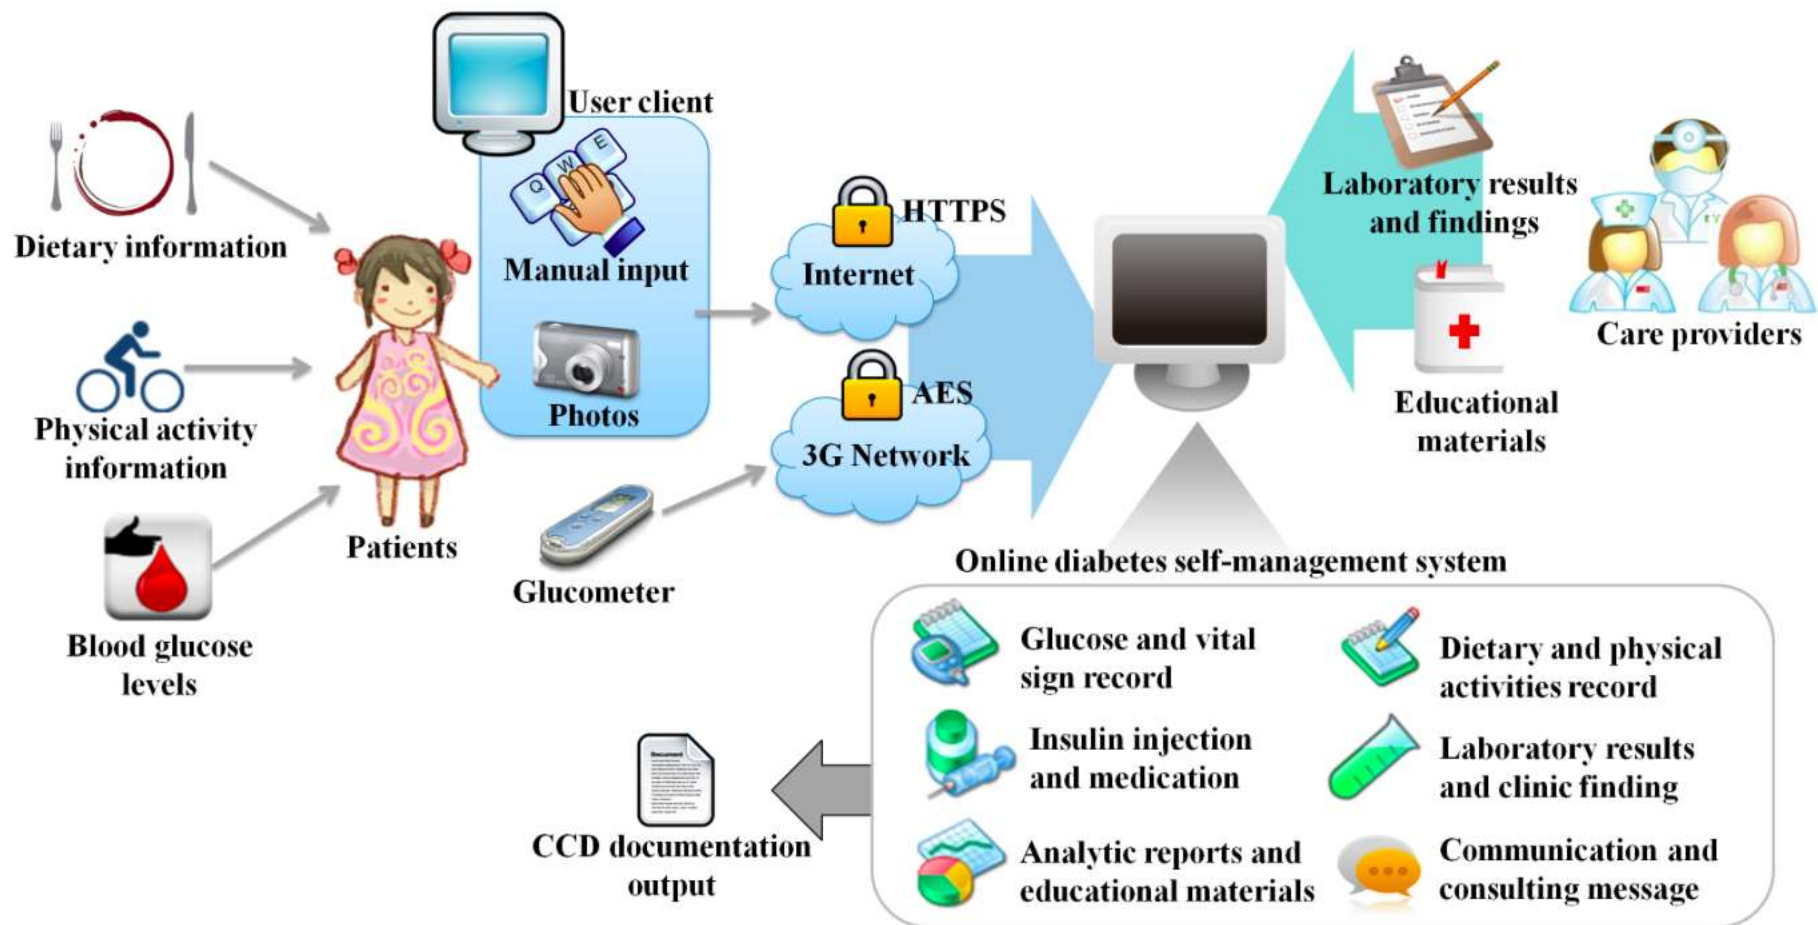 User client
Dietary information
Manual input
HTTPS
Internet
Laboratory results
and findings
Care providers
Physical activity
information
Photos
AES
3G Network
Educational
materials
Patients
Glucometer
Blood glucose
levels
Online diabetes self-management system
Glucose and vital
sign record
Dietary and physical
activities record
Insulin injection
and medication
Laboratory results
and clinic finding
Analytic reports and
educational materials
Communication and
consulting message
CCD documentation
output
Q
W
E
Document